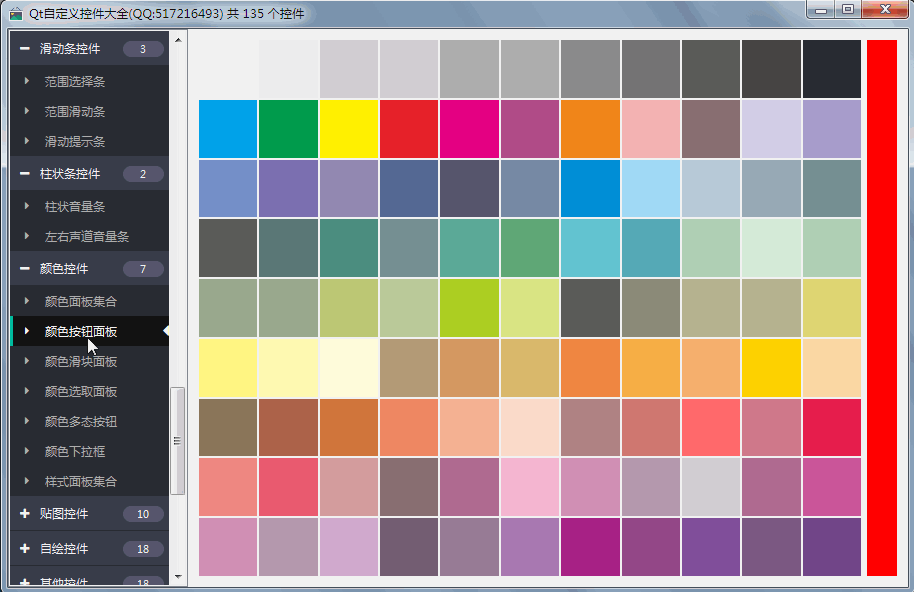 Qt自定义控件大全(QQ:517216493) 共 135 个控件
滑动条控件 3
范围选择条
范围滑动条
滑动提示条
柱状条控件 2
柱状音量条
左右声道音量条
颜色控件 7
颜色面板集合
颜色按钮面板
颜色滑块面板
颜色选取面板
颜色多态按钮
颜色下拉框
样式面板集合
贴图控件 10
自绘控件 18
其他控件 18